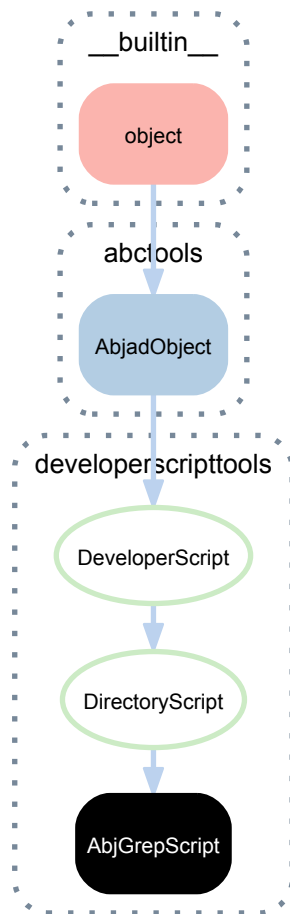 __builtin__
object
abctools
AbjadObject
developerscripttools
DeveloperScript
DirectoryScript
AbjGrepScript